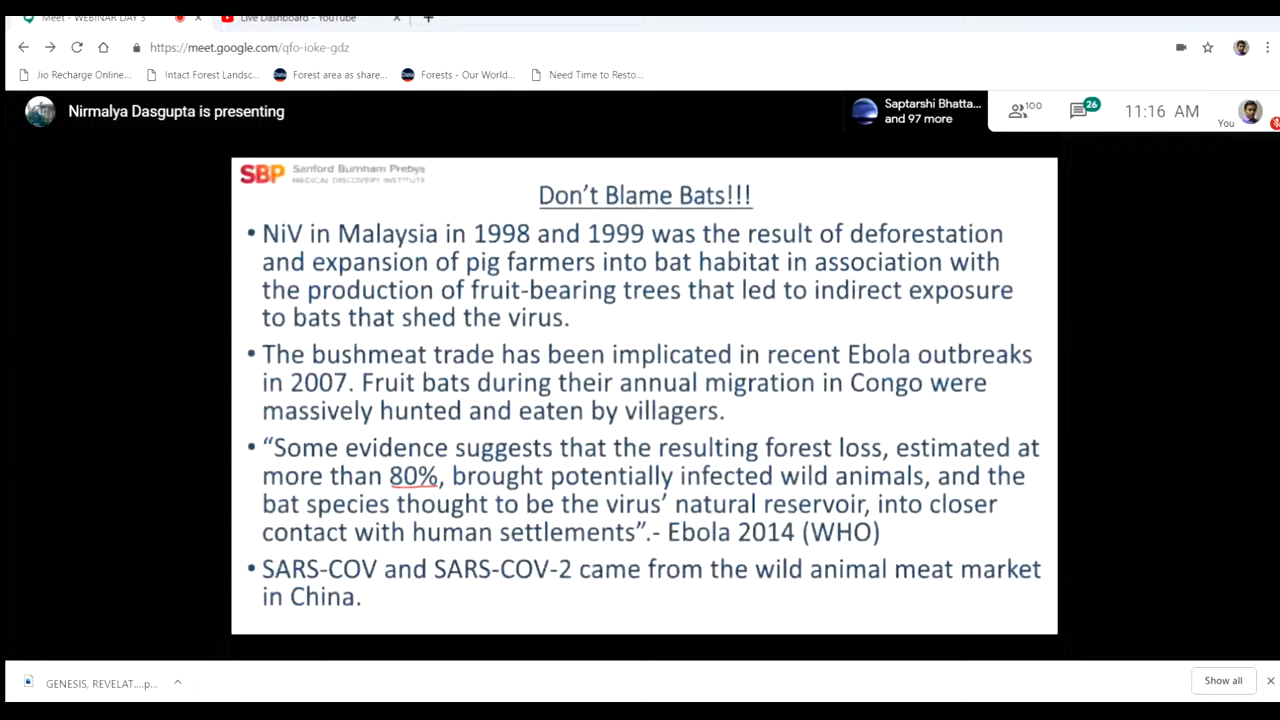 Meet - WEBINAR DAY 3
Live Dashboard - YouTube
https://meet.google.com/qfo-ioke-gdz
Jio Recharge Online... Intact Forest Landsc... Forest area as share... Forests - Our World... Need Time to Resto...
Nirmalya Dasgupta is presenting
Saptarshi Bhatta...
and 97 more
100
26
11:16 AM
You
SBP Sanford Burnham Prebys
MEDICAL DISCOVERY INSTITUTE
Don't Blame Bats!!!
• NiV in Malaysia in 1998 and 1999 was the result of deforestation
and expansion of pig farmers into bat habitat in association with
the production of fruit-bearing trees that led to indirect exposure
to bats that shed the virus.
• The bushmeat trade has been implicated in recent Ebola outbreaks
in 2007. Fruit bats during their annual migration in Congo were
massively hunted and eaten by villagers.
• “Some evidence suggests that the resulting forest loss, estimated at
more than 80%, brought potentially infected wild animals, and the
bat species thought to be the virus’ natural reservoir, into closer
contact with human settlements”.- Ebola 2014 (WHO)
• SARS-COV and SARS-COV-2 came from the wild animal meat market
in China.
GENESIS, REVELAT....p...
Show all